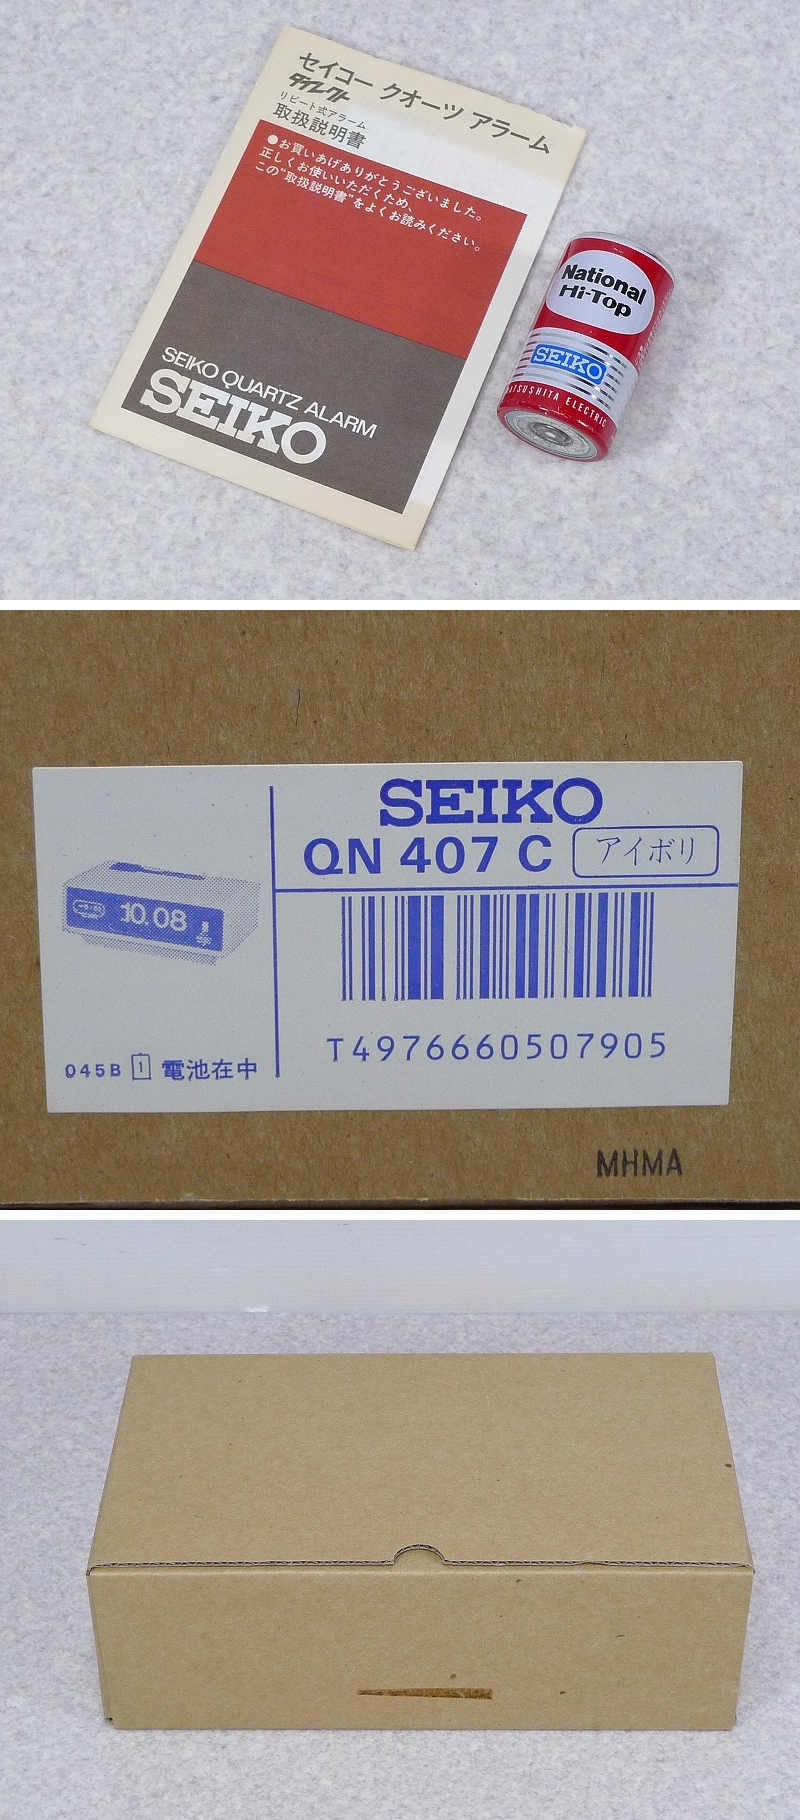 セイコー クオーツ アラーム
ダイレクト
リピート式アラーム
取扱説明書
●お買いあげありがとうございました。
正しくお使いいただくため、
この“取扱説明書”をよくお読みください。
SEIKO QUARTZ ALARM
SEIKO
National
Hi-Top
SEIKO
MATSUSHITA ELECTRIC
SEIKO
QN 407 C アイボリ
10.08
T4976660507905
045B 1 電池在中
MHMA